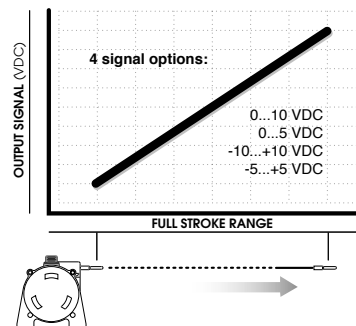 OUTPUT SIGNAL (VDC)
4 signal options:
0...10 VDC
0...5 VDC
-10...+10 VDC
-5...+5 VDC
FULL STROKE RANGE